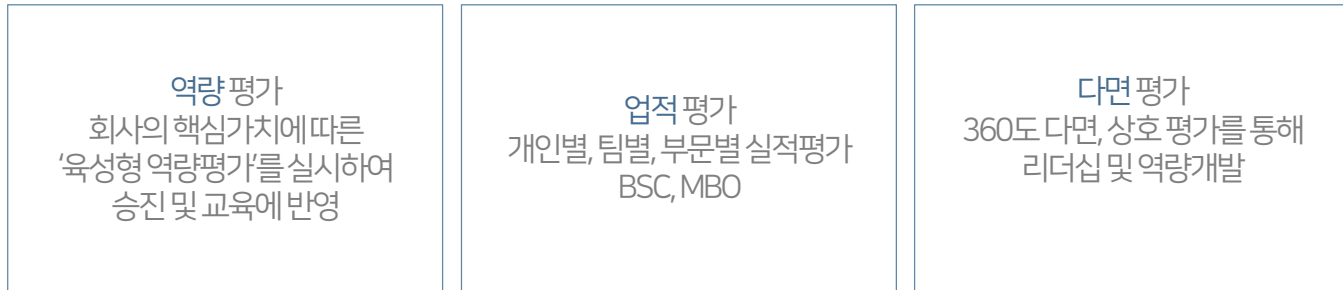 역량 평가
회사의 핵심가치에 따른
‘육성형 역량평가’를 실시하여
승진 및 교육에 반영
업적 평가
개인별, 팀별, 부문별 실적평가
BSC, MBO
다면 평가
360도 다면, 상호 평가를 통해
리더십 및 역량개발